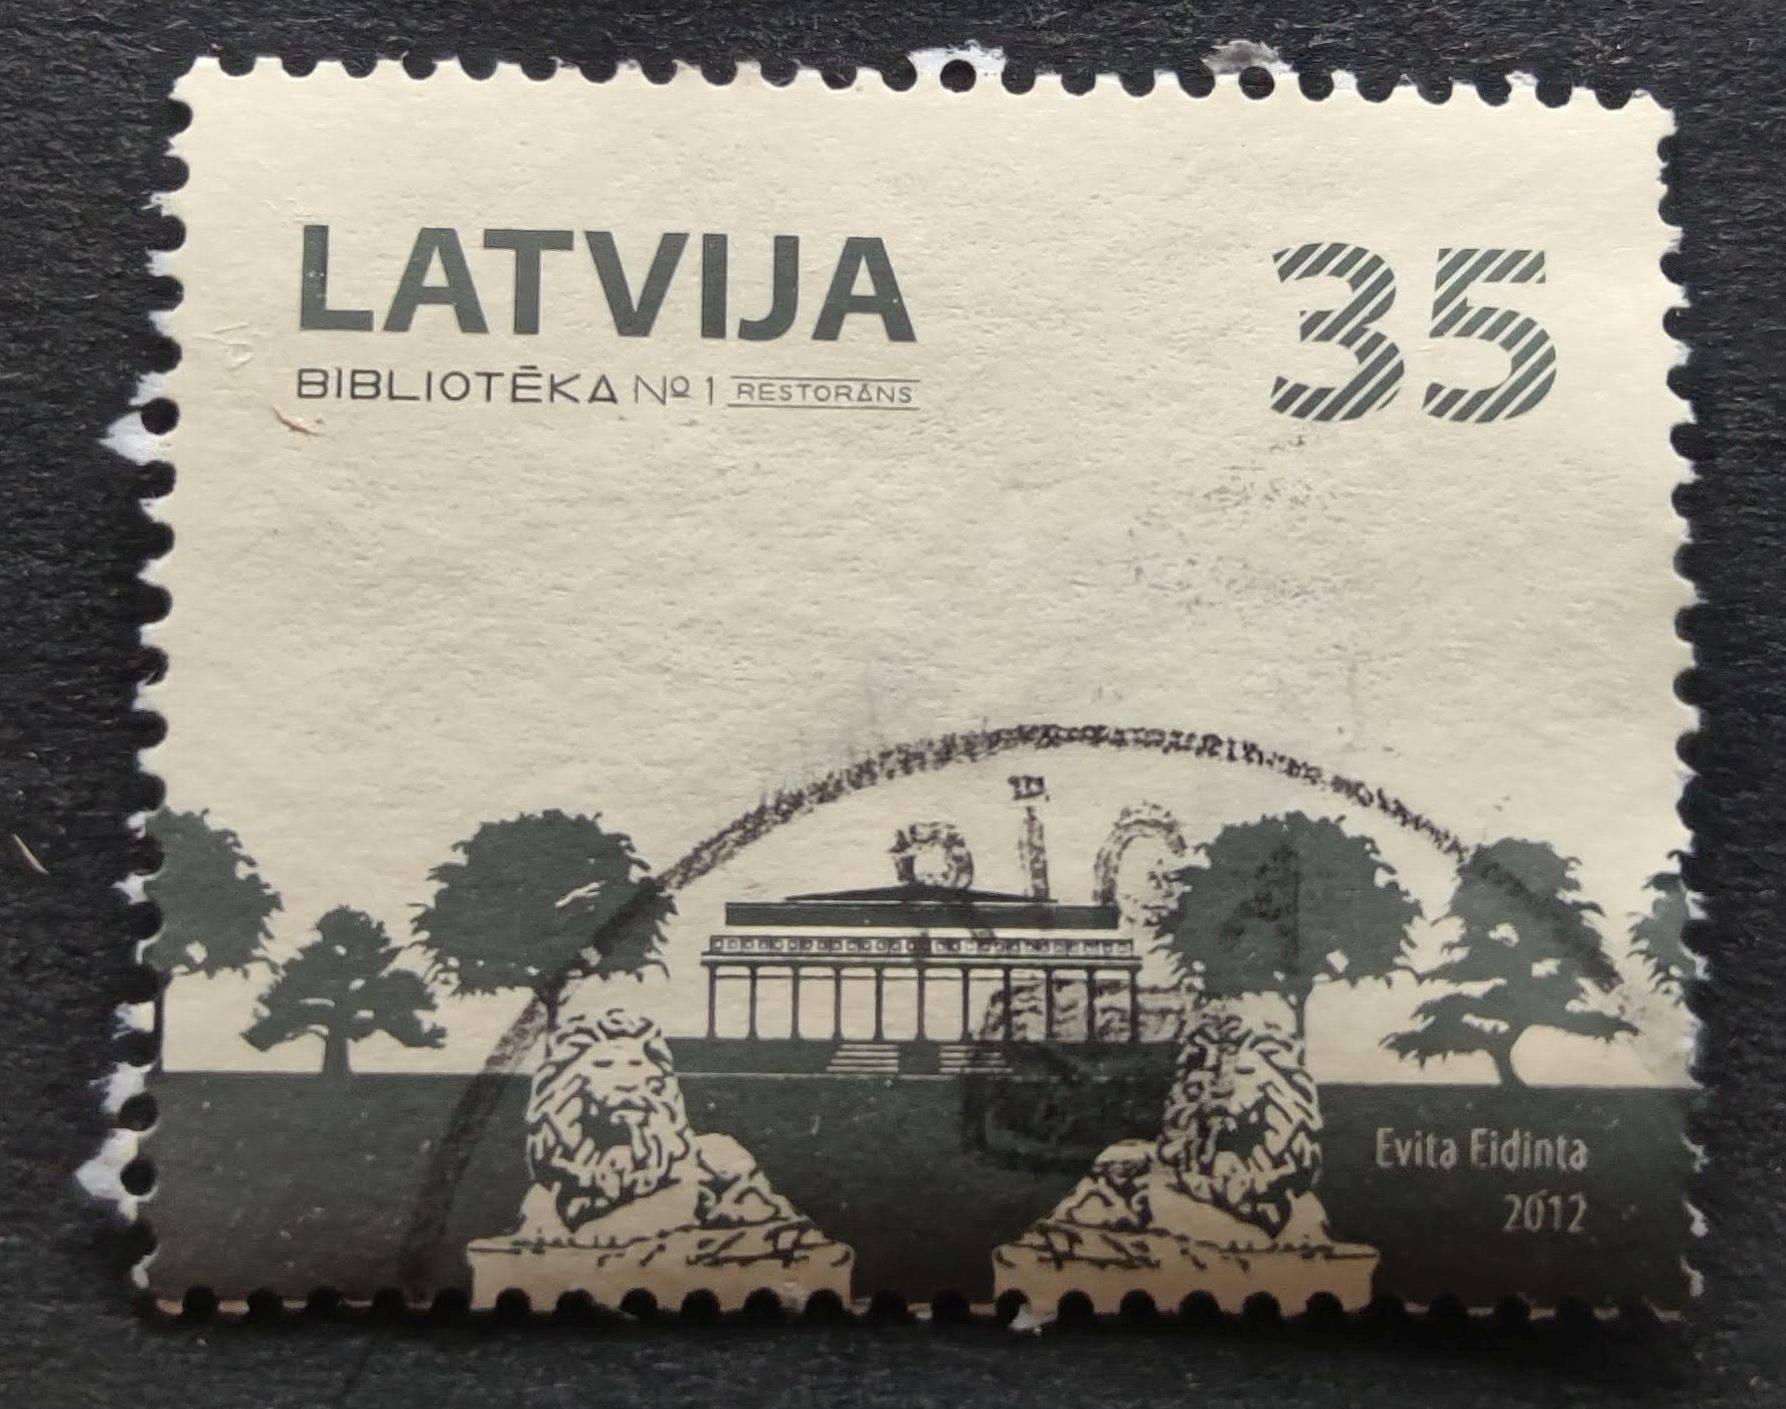 LATVIJA
35
BIBLIOTĒKA Nº 1 RESTORĀNS
Evita Eidinta
2012